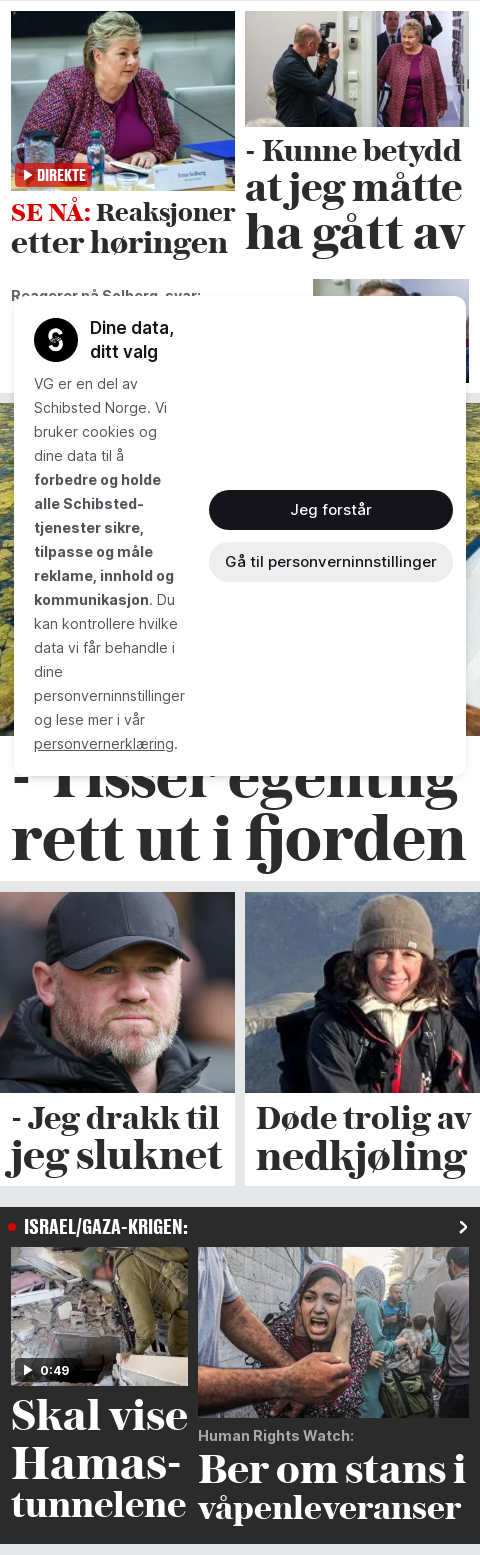 DIREKTE
Erna Solberg
SE NÅ: Reaksjoner
etter høringen
- Kunne betydd
at jeg måtte
ha gått av
Reagerer på Solberg-svar:
Dine data,
ditt valg
VG er en del av
Schibsted Norge. Vi
bruker cookies og
dine data til å
forbedre og holde
alle Schibsted-
tjenester sikre,
tilpasse og måle
reklame, innhold og
kommunikasjon. Du
kan kontrollere hvilke
data vi får behandle i
dine
personverninnstillinger
og lese mer i vår
personvernerklæring.
Jeg forstår
Gå til personverninnstillinger
- Tisser egentlig
rett ut i fjorden
- Jeg drakk til
jeg sluknet
Døde trolig av
nedkjøling
ISRAEL/GAZA-KRIGEN:
0:49
Skal vise
Hamas-
tunnelene
Human Rights Watch:
Ber om stans i
våpenleveranser